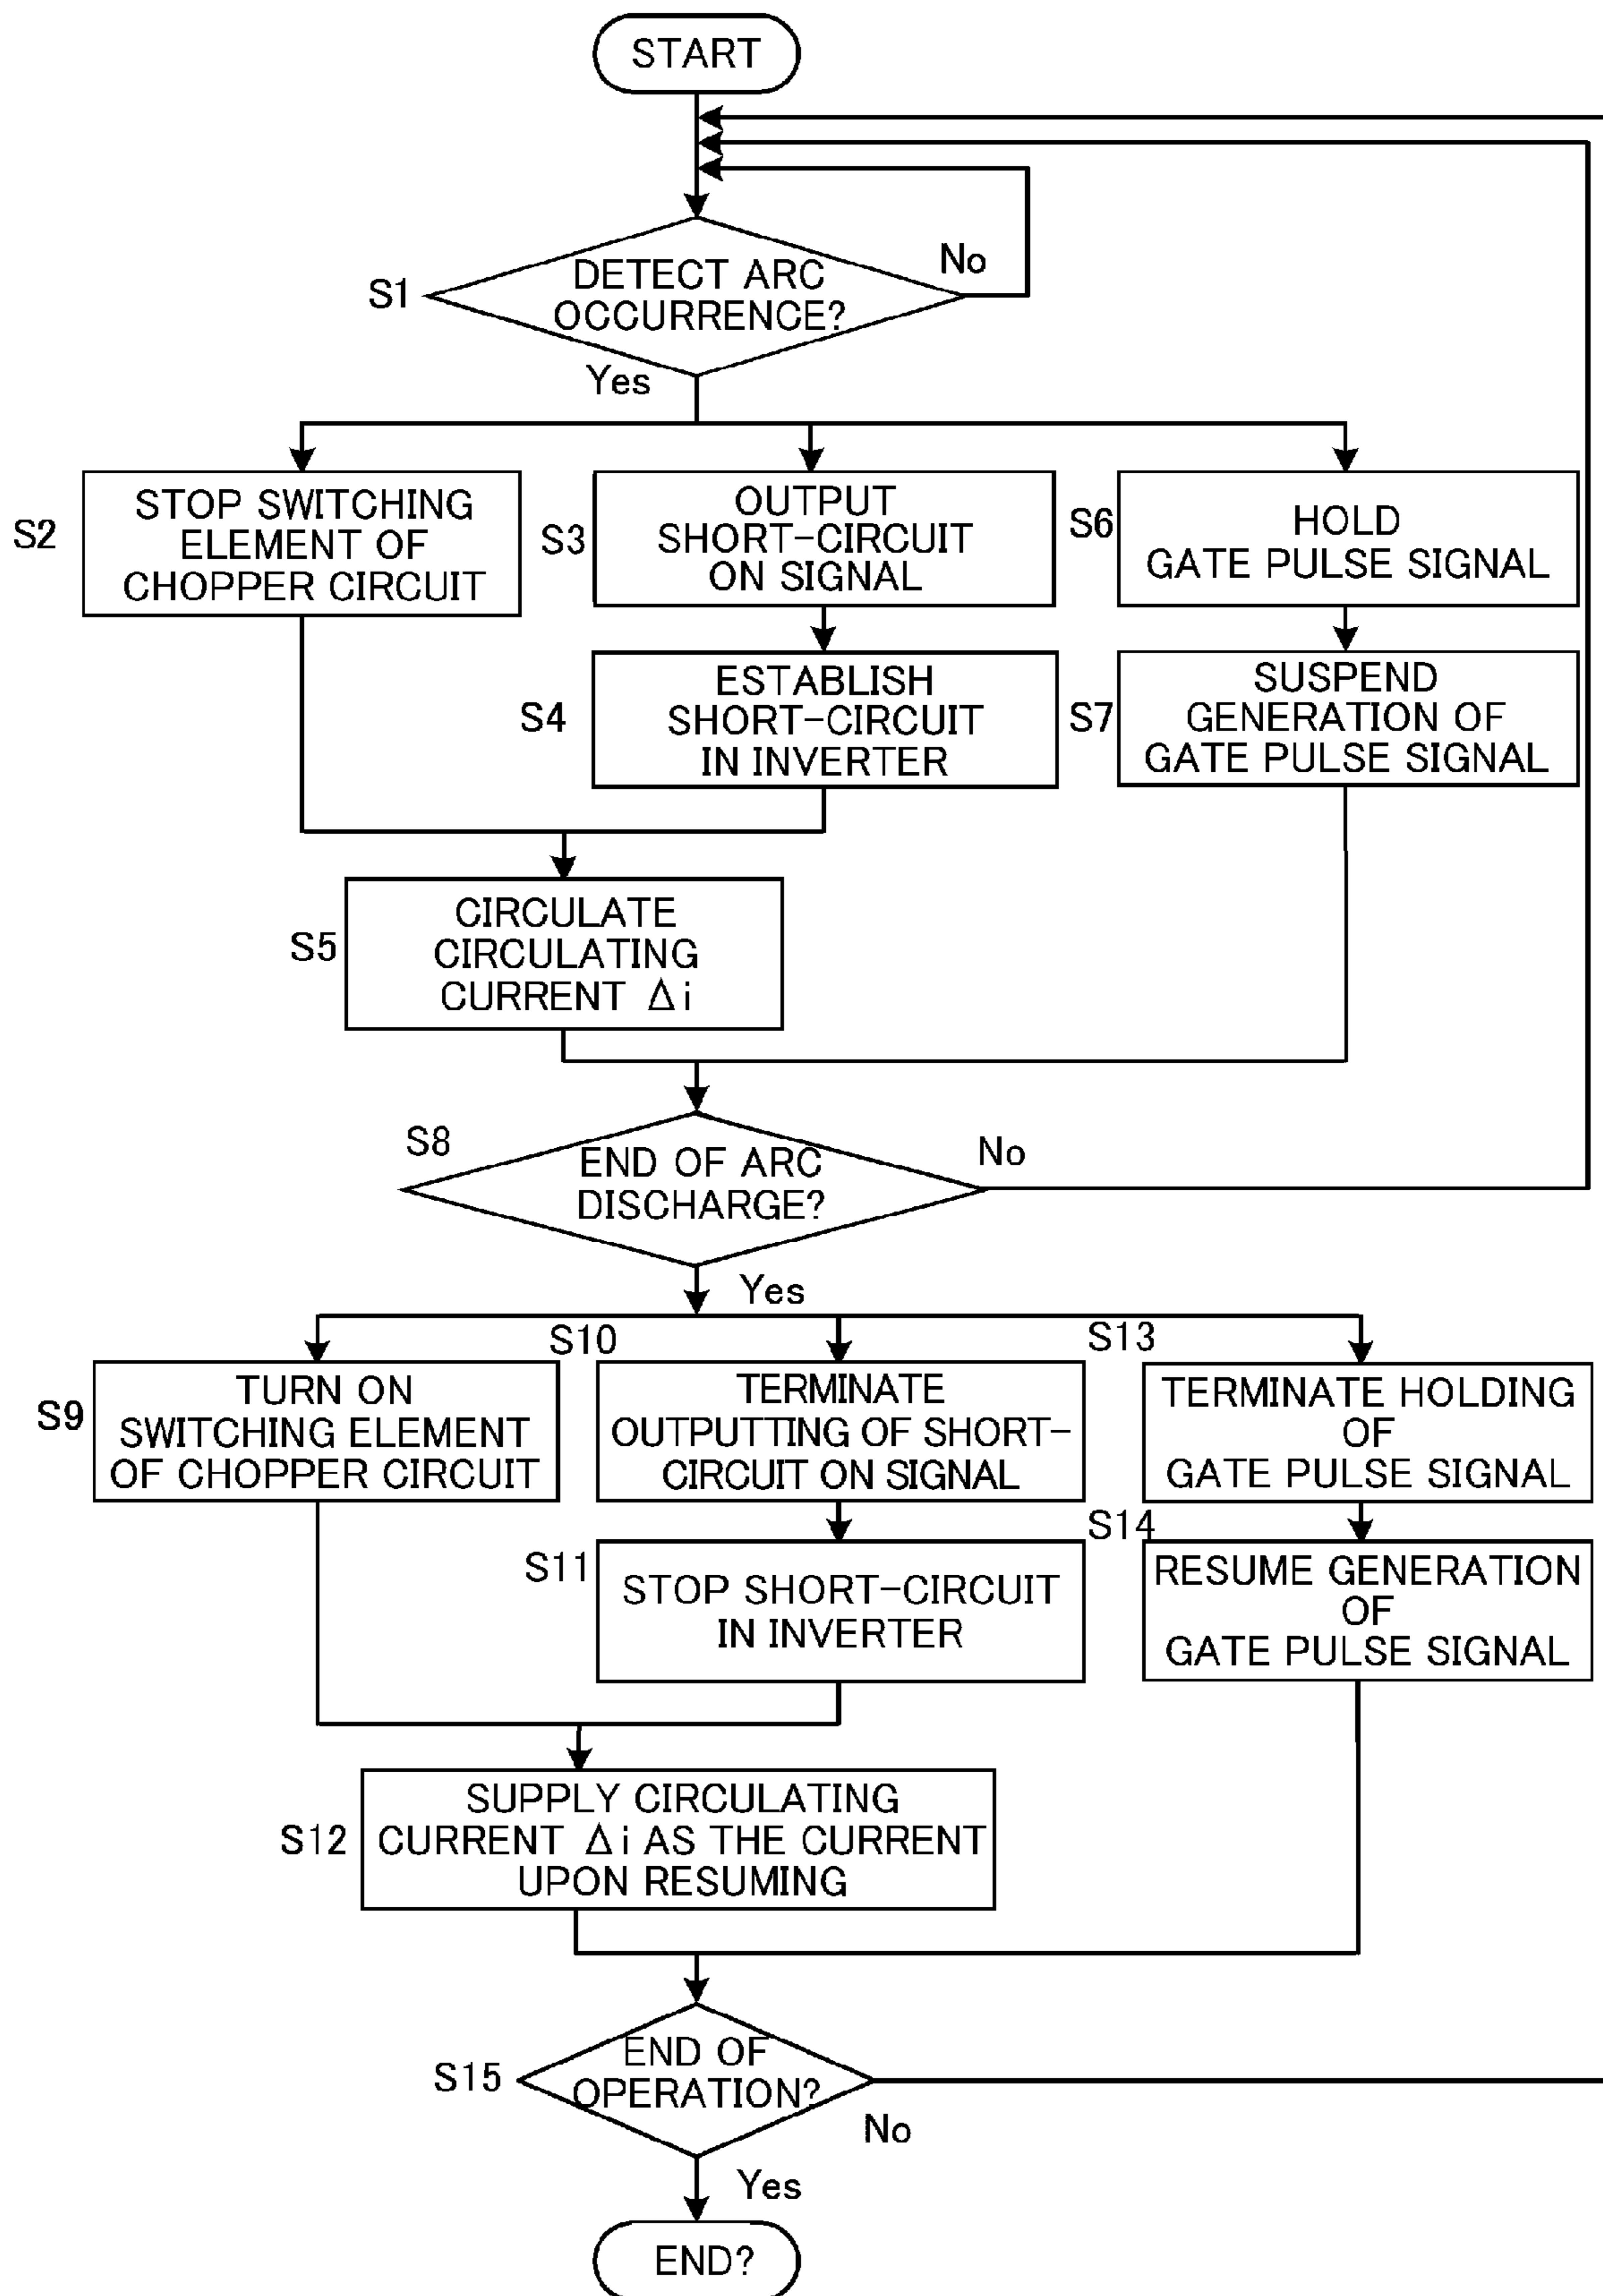 START
S1
DETECT ARC
OCCURRENCE?
No
Yes
S2
STOP SWITCHING
ELEMENT OF
CHOPPER CIRCUIT
S3
OUTPUT
SHORT-CIRCUIT
ON SIGNAL
S6
HOLD
GATE PULSE SIGNAL
S4
ESTABLISH
SHORT-CIRCUIT
IN INVERTER
S7
SUSPEND
GENERATION OF
GATE PULSE SIGNAL
S5
CIRCULATE
CIRCULATING
CURRENT Δi
S8
END OF ARC
DISCHARGE?
No
Yes
S9
TURN ON
SWITCHING ELEMENT
OF CHOPPER CIRCUIT
S10
TERMINATE
OUTPUTTING OF SHORT-
CIRCUIT ON SIGNAL
S13
TERMINATE HOLDING
OF
GATE PULSE SIGNAL
S11
STOP SHORT-CIRCUIT
IN INVERTER
S14
RESUME GENERATION
OF
GATE PULSE SIGNAL
S12
SUPPLY CIRCULATING
CURRENT Δi AS THE CURRENT
UPON RESUMING
S15
END OF
OPERATION?
No
Yes
END?